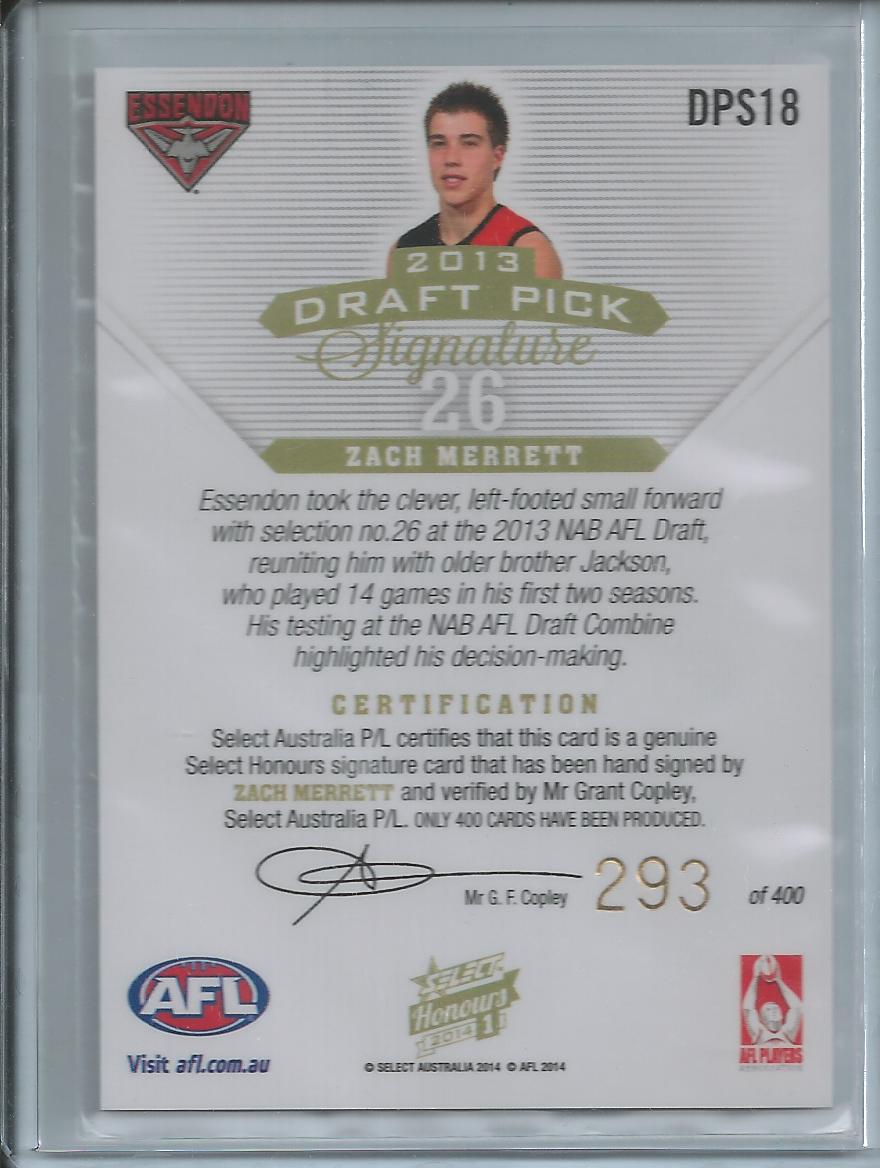 ESSENDON
DPS18
2013
DRAFT PICK
Signature
26
ZACH MERRETT
Essendon took the clever, left-footed small forward
with selection no.26 at the 2013 NAB AFL Draft,
reuniting him with older brother Jackson,
who played 14 games in his first two seasons.
His testing at the NAB AFL Draft Combine
highlighted his decision-making.
CERTIFICATION
Select Australia P/L certifies that this card is a genuine
Select Honours signature card that has been hand signed by
ZACH MERRETT and verified by Mr Grant Copley,
Select Australia P/L. ONLY 400 CARDS HAVE BEEN PRODUCED.
Mr G. F. Copley
293 of 400
AFL
Visit afl.com.au
SELECT
Honours
2014 1
© SELECT AUSTRALIA 2014 © AFL 2014
AFL PLAYERS
ASSOCIATION